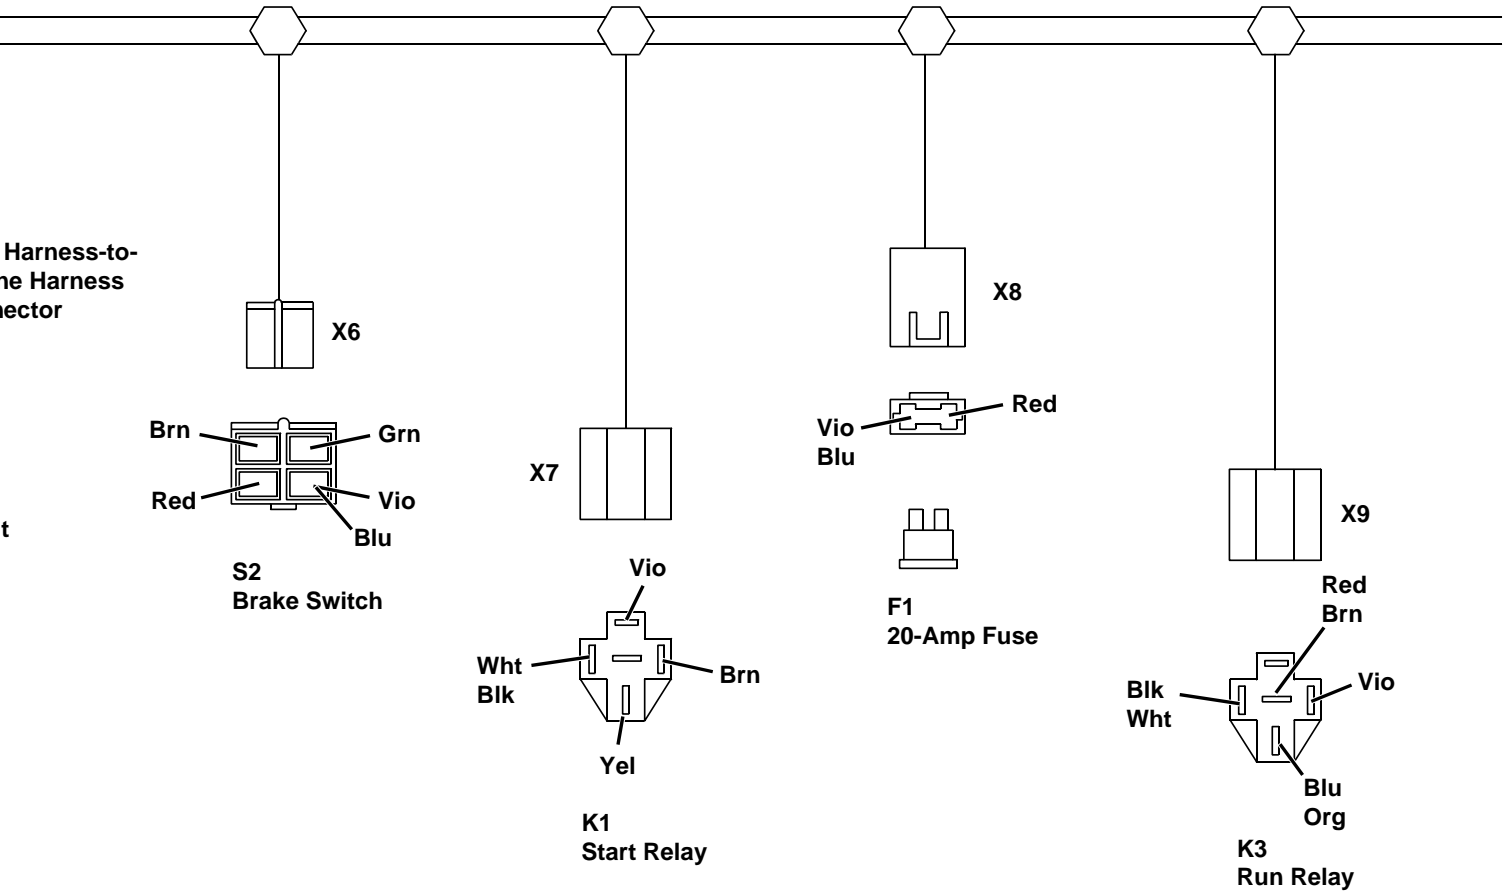 Harness-to-
Harness
X6
Brn
Grn
Red
Vio
Blu
S2
Brake Switch
X7
Vio
Wht
Blk
Brn
Yel
K1
Start Relay
X8
Vio
Blu
Red
F1
20-Amp Fuse
X9
Red
Brn
Blk
Wht
Vio
Blu
Org
K3
Run Relay